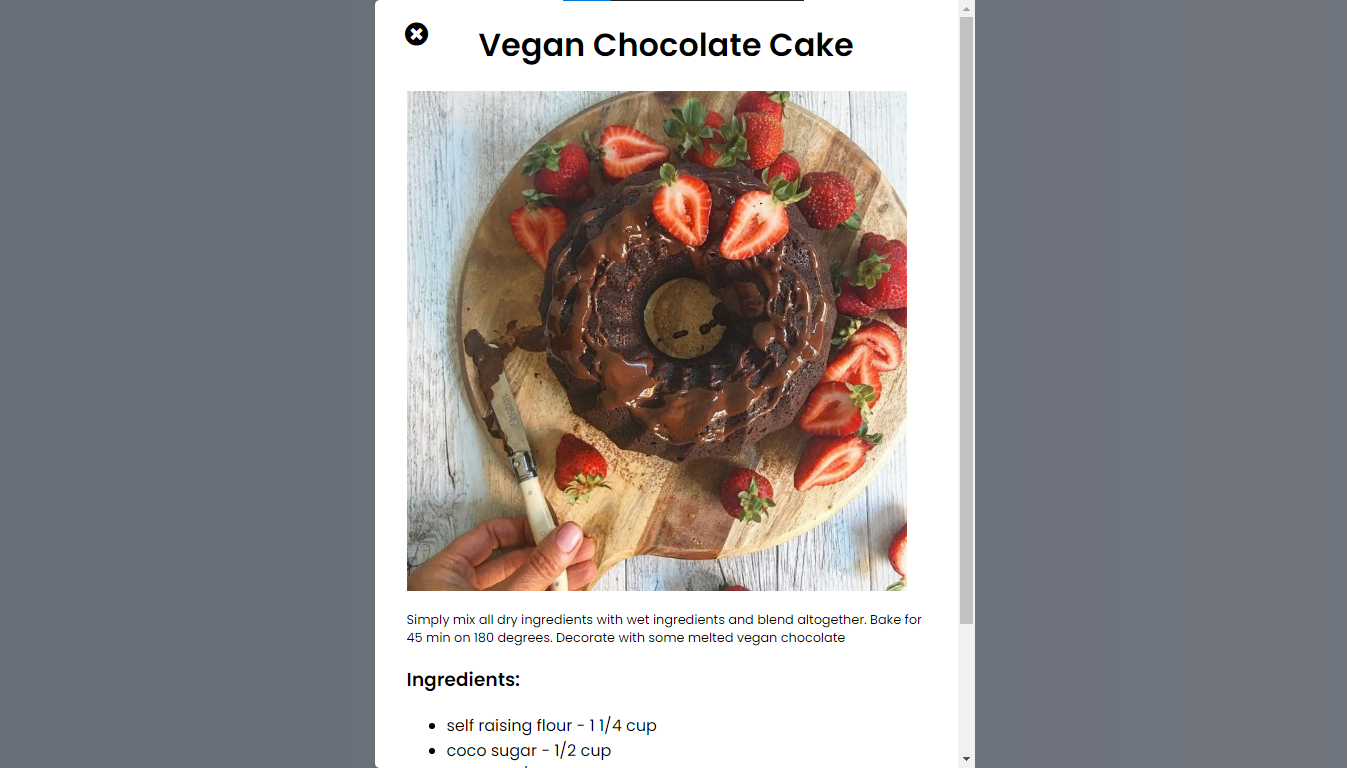 Vegan Chocolate Cake
Simply mix all dry ingredients with wet ingredients and blend altogether. Bake for
45 min on 180 degrees. Decorate with some melted vegan chocolate
Ingredients:
self raising flour - 1 1/4 cup
coco sugar - 1/2 cup